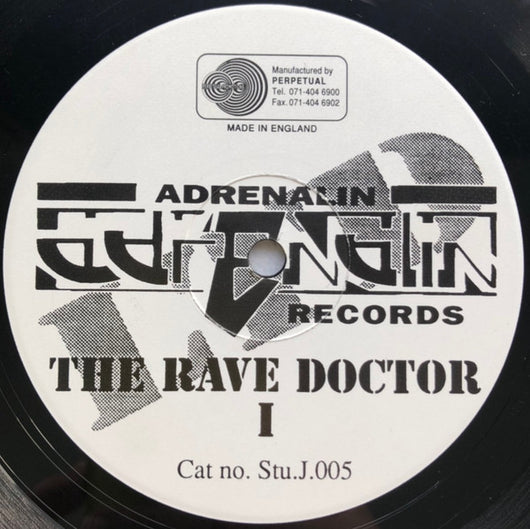 Manufactured by
PERPETUAL
Tel. 071-404 6900
Fax. 071-404 6902
MADE IN ENGLAND
ADRENALIN
adrEnalin
RECORDS
THE RAVE DOCTOR
I
Cat no. Stu.J.005